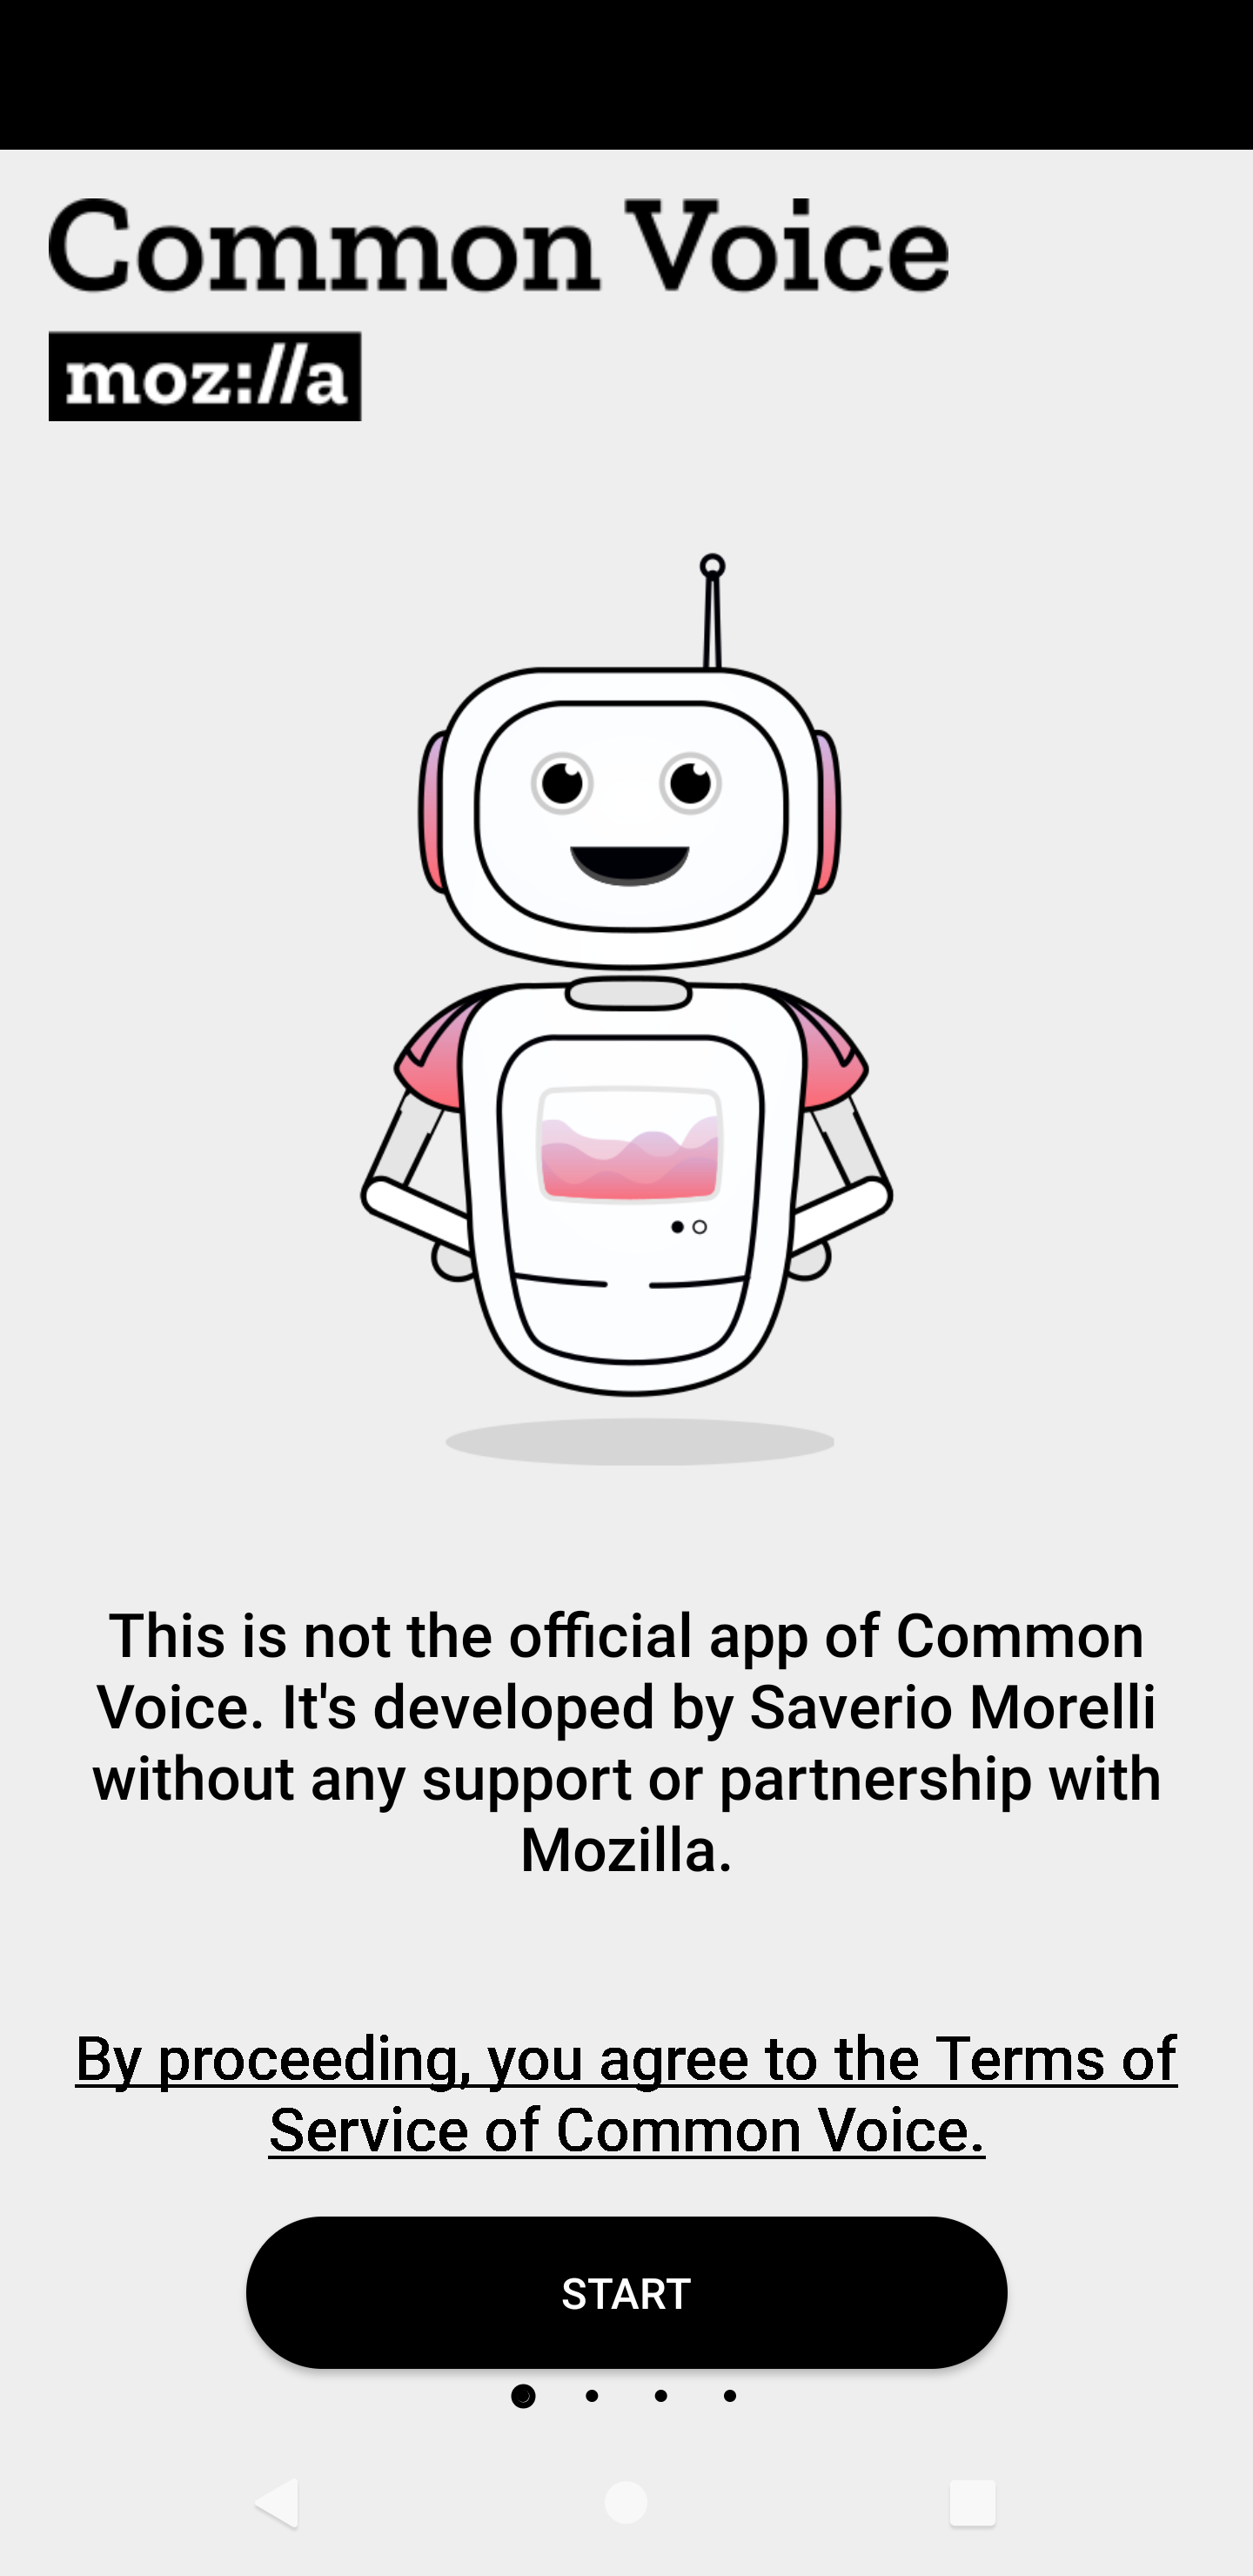 Common Voice
moz://a
This is not the official app of Common
Voice. It's developed by Saverio Morelli
without any support or partnership with
Mozilla.
By proceeding, you agree to the Terms of
Service of Common Voice.
START